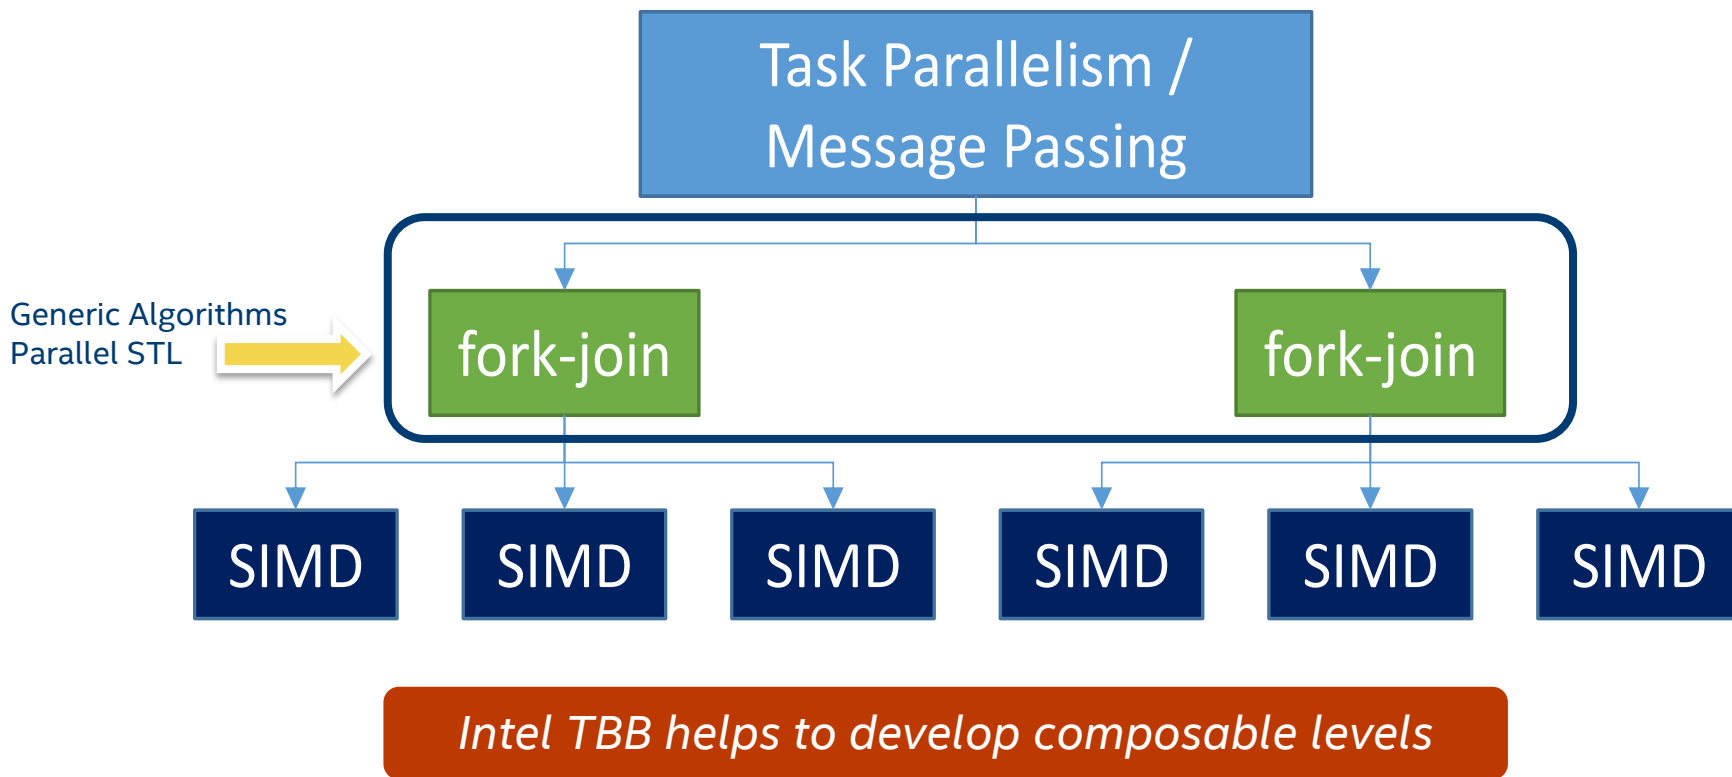 Task Parallelism /
Message Passing
Generic Algorithms
Parallel STL
fork-join
fork-join
SIMD
SIMD
SIMD
SIMD
SIMD
SIMD
Intel TBB helps to develop composable levels